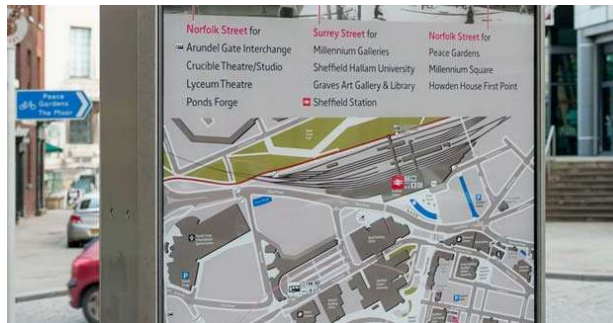 Norfolk Street for
Arundel Gate Interchange
Crucible Theatre/Studio
Lyceum Theatre
Ponds Forge
Surrey Street for
Millennium Galleries
Sheffield Hallam University
Graves Art Gallery & Library
Sheffield Station
Norfolk Street for
Peace Gardens
Millennium Square
Howden House First Point
Peace
Gardens
The Moor
P
P
P